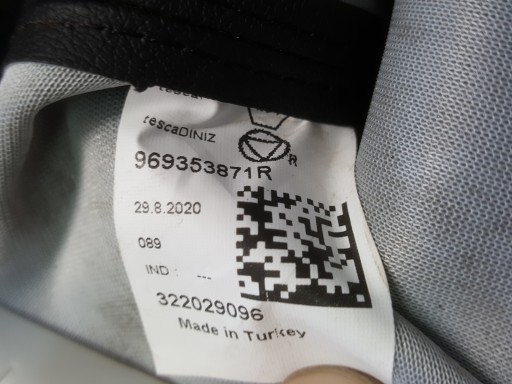 tescaDINIZ
R
969353871R
29.8.2020
089
IND : ---
322029096
Made in Turkey